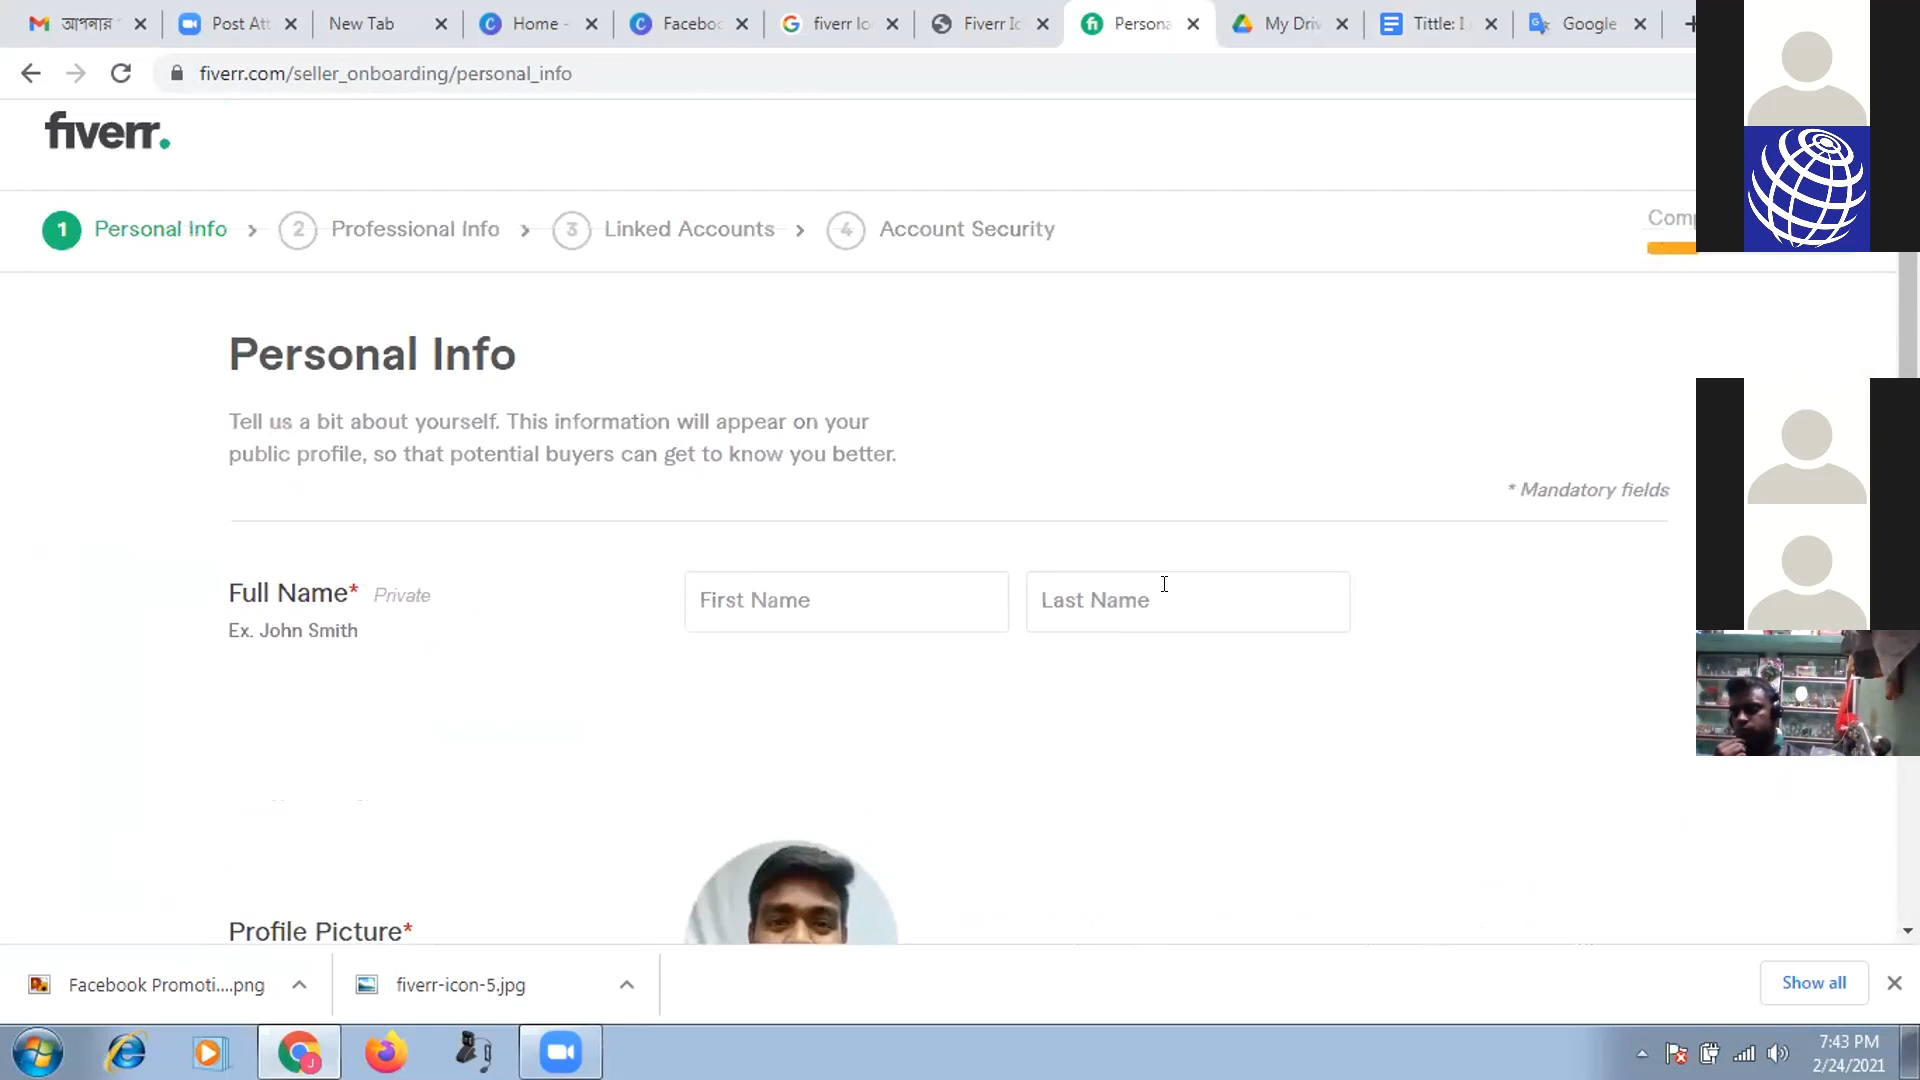 আপনার
Post Att
New Tab
Home -
Faceboo
fiverr lo
Fiverr Ic
Persona
My Driv
Tittle: I
Google
fiverr.com/seller_onboarding/personal_info
fiverr.
1 Personal Info > 2 Professional Info > 3 Linked Accounts > 4 Account Security
Comp
Personal Info
Tell us a bit about yourself. This information will appear on your
public profile, so that potential buyers can get to know you better.
* Mandatory fields
Full Name* Private
First Name
Last Name
Ex. John Smith
Profile Picture*
Facebook Promoti....png
fiverr-icon-5.jpg
Show all
7:43 PM
2/24/2021